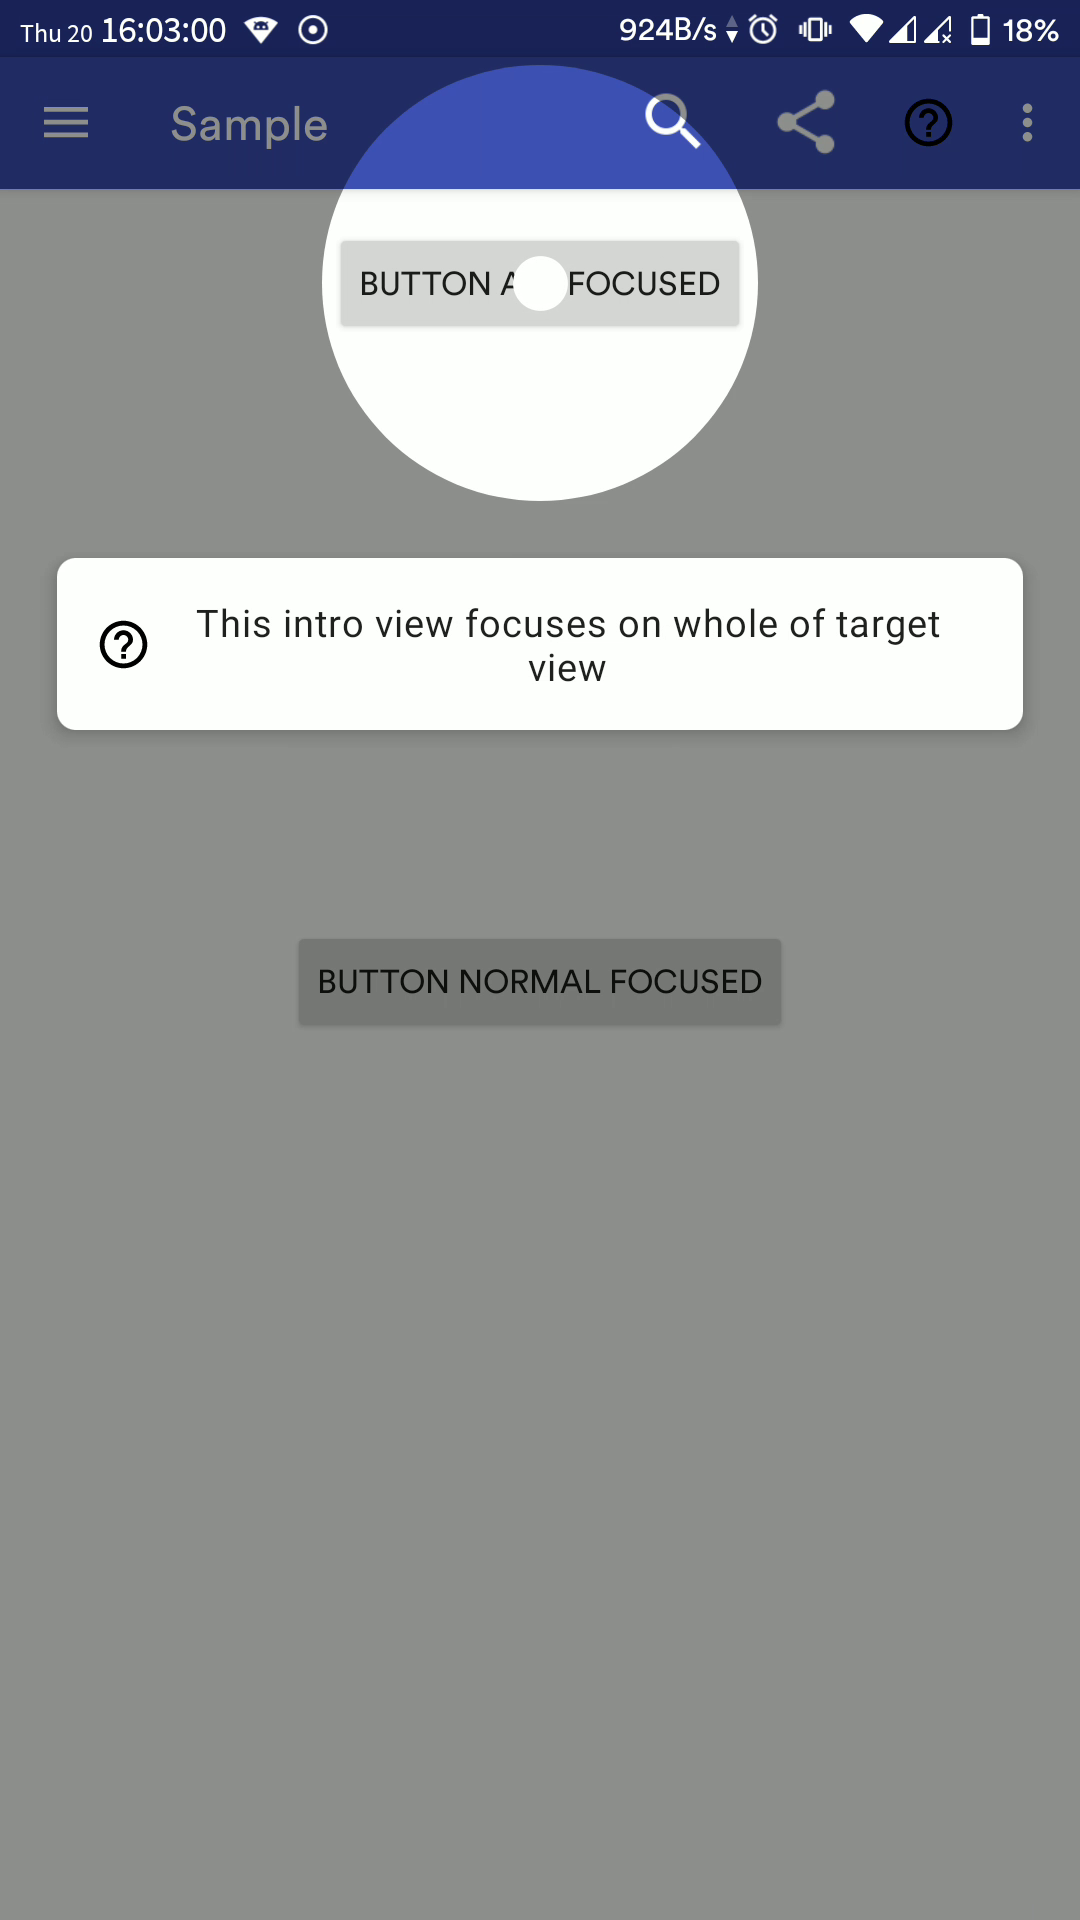 Thu 20 16:03:00 924B/s 18%
Sample
BUTTON FOCUSED
This intro view focuses on whole of target
view
BUTTON NORMAL FOCUSED